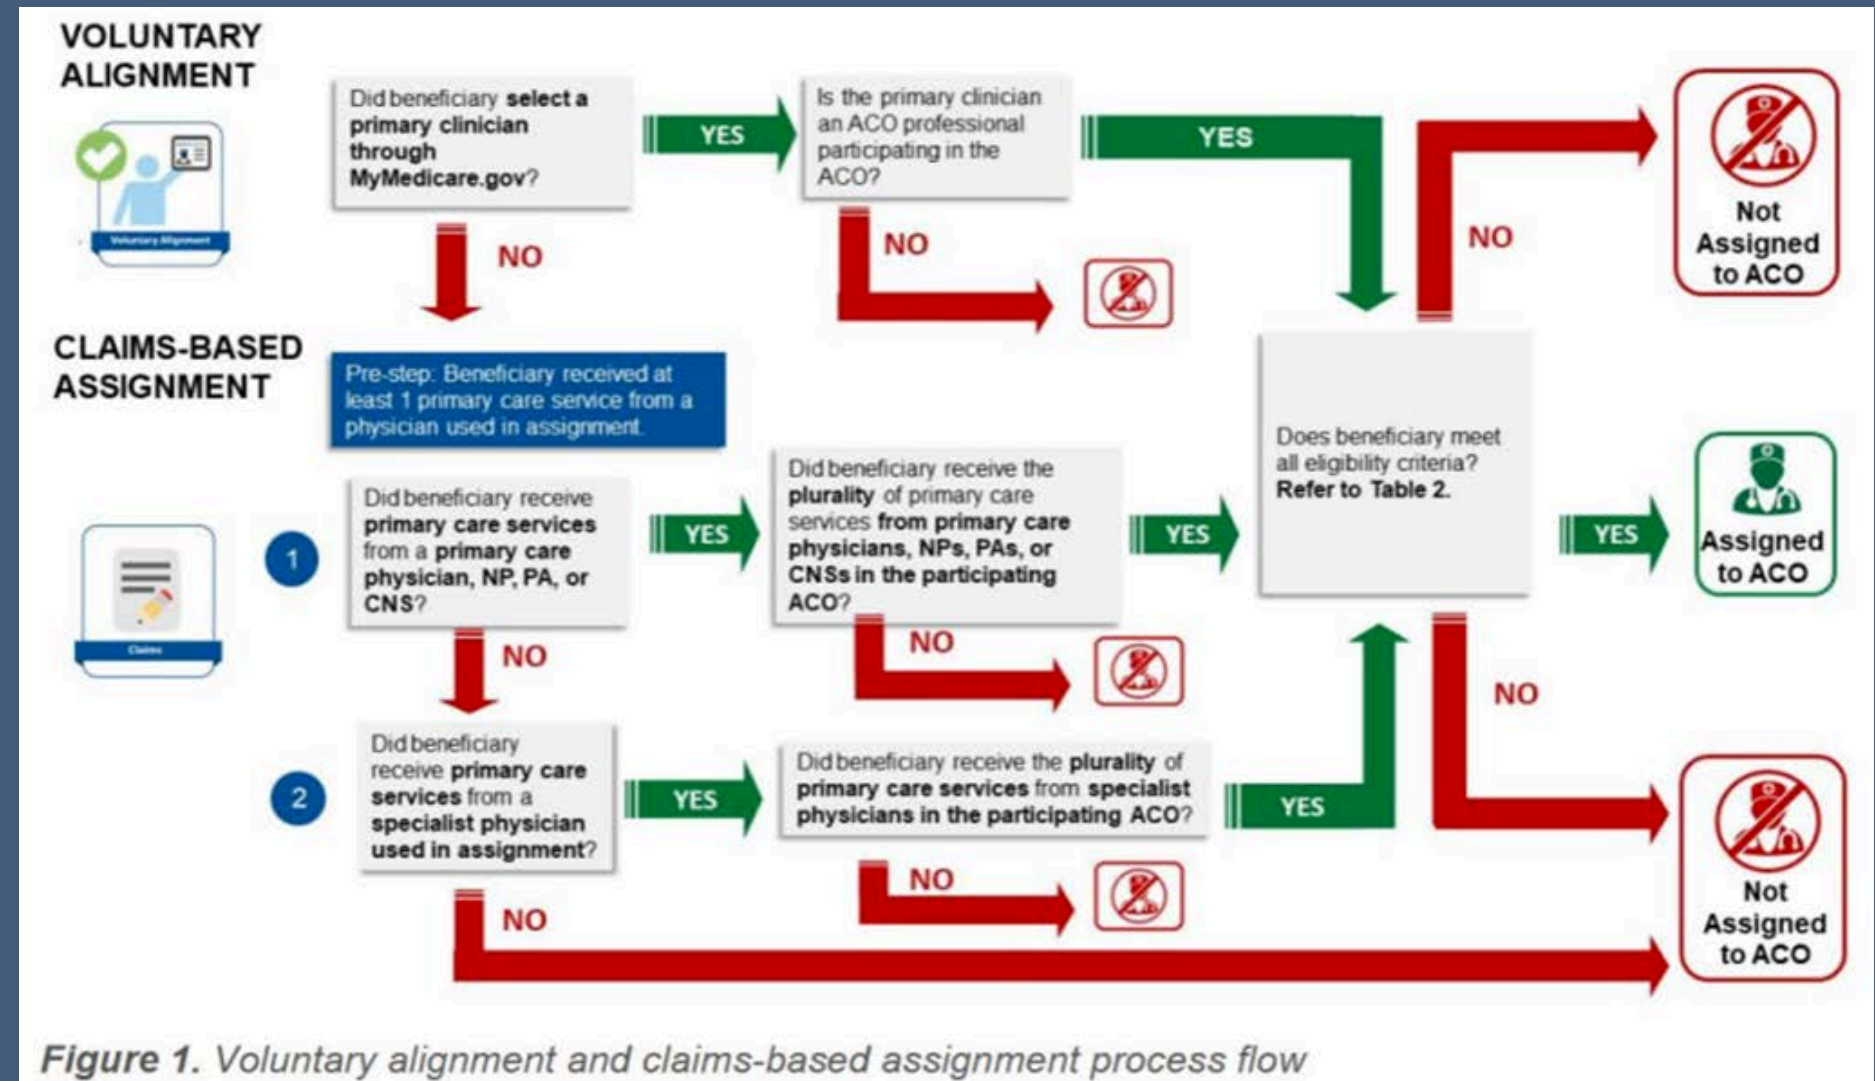 VOLUNTARY
ALIGNMENT
Voluntary Alignment
Did beneficiary select a
primary clinician
through
MyMedicare.gov?
YES
Is the primary clinician
an ACO professional
participating in the
ACO?
YES
NO
NO
NO
Not
Assigned
to ACO
CLAIMS-BASED
ASSIGNMENT
Pre-step: Beneficiary received at
least 1 primary care service from a
physician used in assignment.
Claims
1
Did beneficiary receive
primary care services
from a primary care
physician, NP, PA, or
CNS?
YES
Did beneficiary receive the
plurality of primary care
services from primary care
physicians, NPs, PAs, or
CNSs in the participating
ACO?
YES
Does beneficiary meet
all eligibility criteria?
Refer to Table 2.
YES
Assigned
to ACO
NO
NO
NO
2
Did beneficiary
receive primary care
services from a
specialist physician
used in assignment?
YES
Did beneficiary receive the plurality of
primary care services from specialist
physicians in the participating ACO?
YES
NO
NO
Not
Assigned
to ACO
Figure 1. Voluntary alignment and claims-based assignment process flow